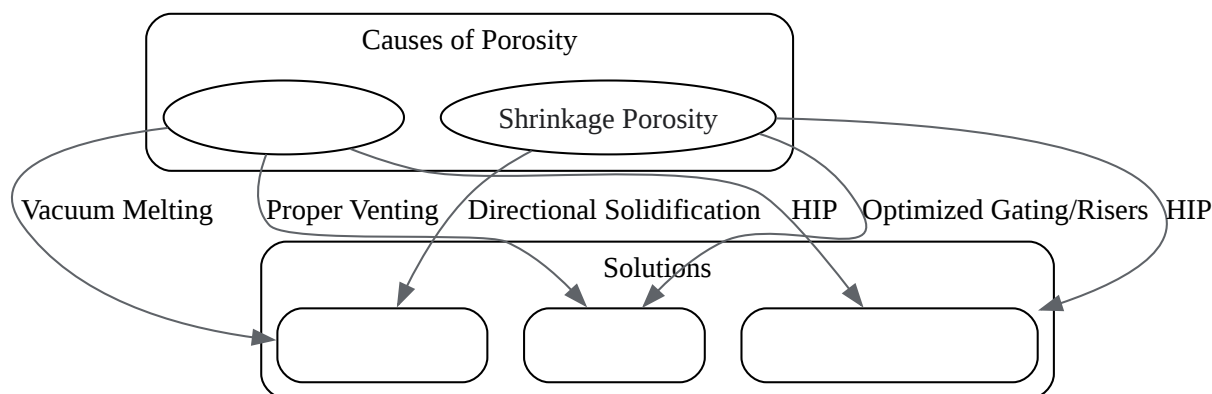 Causes of Porosity
Shrinkage Porosity
Vacuum Melting
Proper Venting
Directional Solidification
HIP
Optimized Gating/Risers
HIP
Solutions